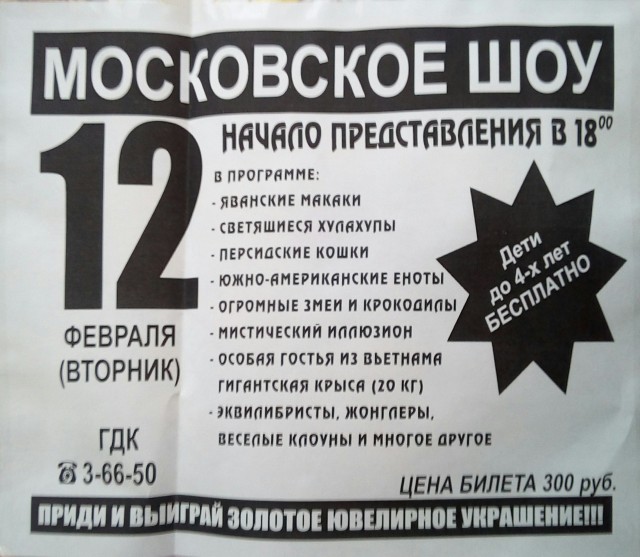 МОСКОВСКОЕ ШОУ
12
ФЕВРАЛЯ
(ВТОРНИК)
ГДК
☎ 3-66-50
НАЧАЛО ПРЕДСТАВЛЕНИЯ В 18⁰⁰
В ПРОГРАММЕ:
- ЯВАНСКИЕ МАКАКИ
- СВЕТЯЩИЕСЯ ХУЛАХУПЫ
- ПЕРСИДСКИЕ КОШКИ
- ЮЖНО-АМЕРИКАНСКИЕ ЕНОТЫ
- ОГРОМНЫЕ ЗМЕИ И КРОКОДИЛЫ
- МИСТИЧЕСКИЙ ИЛЛЮЗИОН
- ОСОБАЯ ГОСТЬЯ ИЗ ВЬЕТНАМА
ГИГАНТСКАЯ КРЫСА (20 КГ)
- ЭКВИЛИБРИСТЫ, ЖОНГЛЕРЫ,
ВЕСЕЛЫЕ КЛОУНЫ И МНОГОЕ ДРУГОЕ
Дети
до 4-х лет
БЕСПЛАТНО
ЦЕНА БИЛЕТА 300 руб.
ПРИДИ И ВЫИГРАЙ ЗОЛОТОЕ ЮВЕЛИРНОЕ УКРАШЕНИЕ!!!